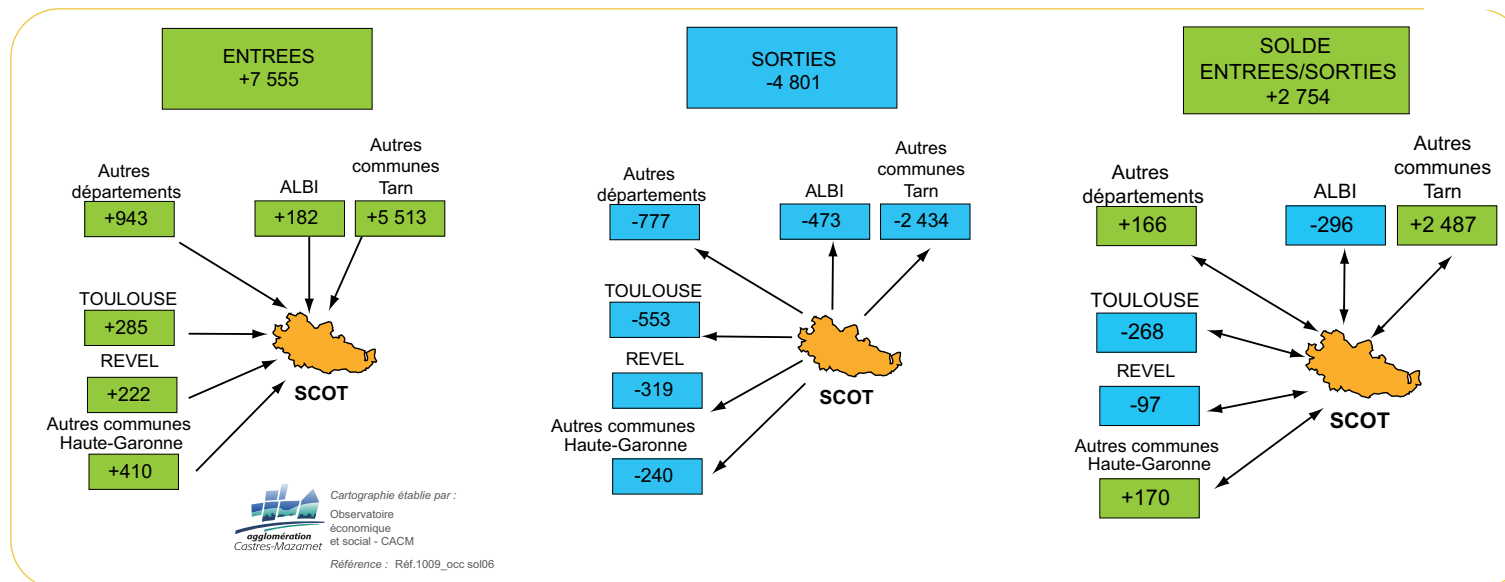 ENTREES
+7 555
Autres
départements
+943
ALBI
+182
Autres
communes
Tarn
+5 513
TOULOUSE
+285
REVEL
+222
Autres communes
Haute-Garonne
+410
SCOT
agglomération
Castres-Mazamet
Cartographie établie par :
Observatoire
économique
et social - CACM
Référence : Réf.1009_occ sol06
SORTIES
-4 801
Autres
départements
-777
ALBI
-473
Autres
communes
Tarn
-2 434
TOULOUSE
-553
REVEL
-319
Autres communes
Haute-Garonne
-240
SCOT
SOLDE
ENTREES/SORTIES
+2 754
Autres
départements
+166
ALBI
-296
Autres
communes
Tarn
+2 487
TOULOUSE
-268
REVEL
-97
Autres communes
Haute-Garonne
+170
SCOT